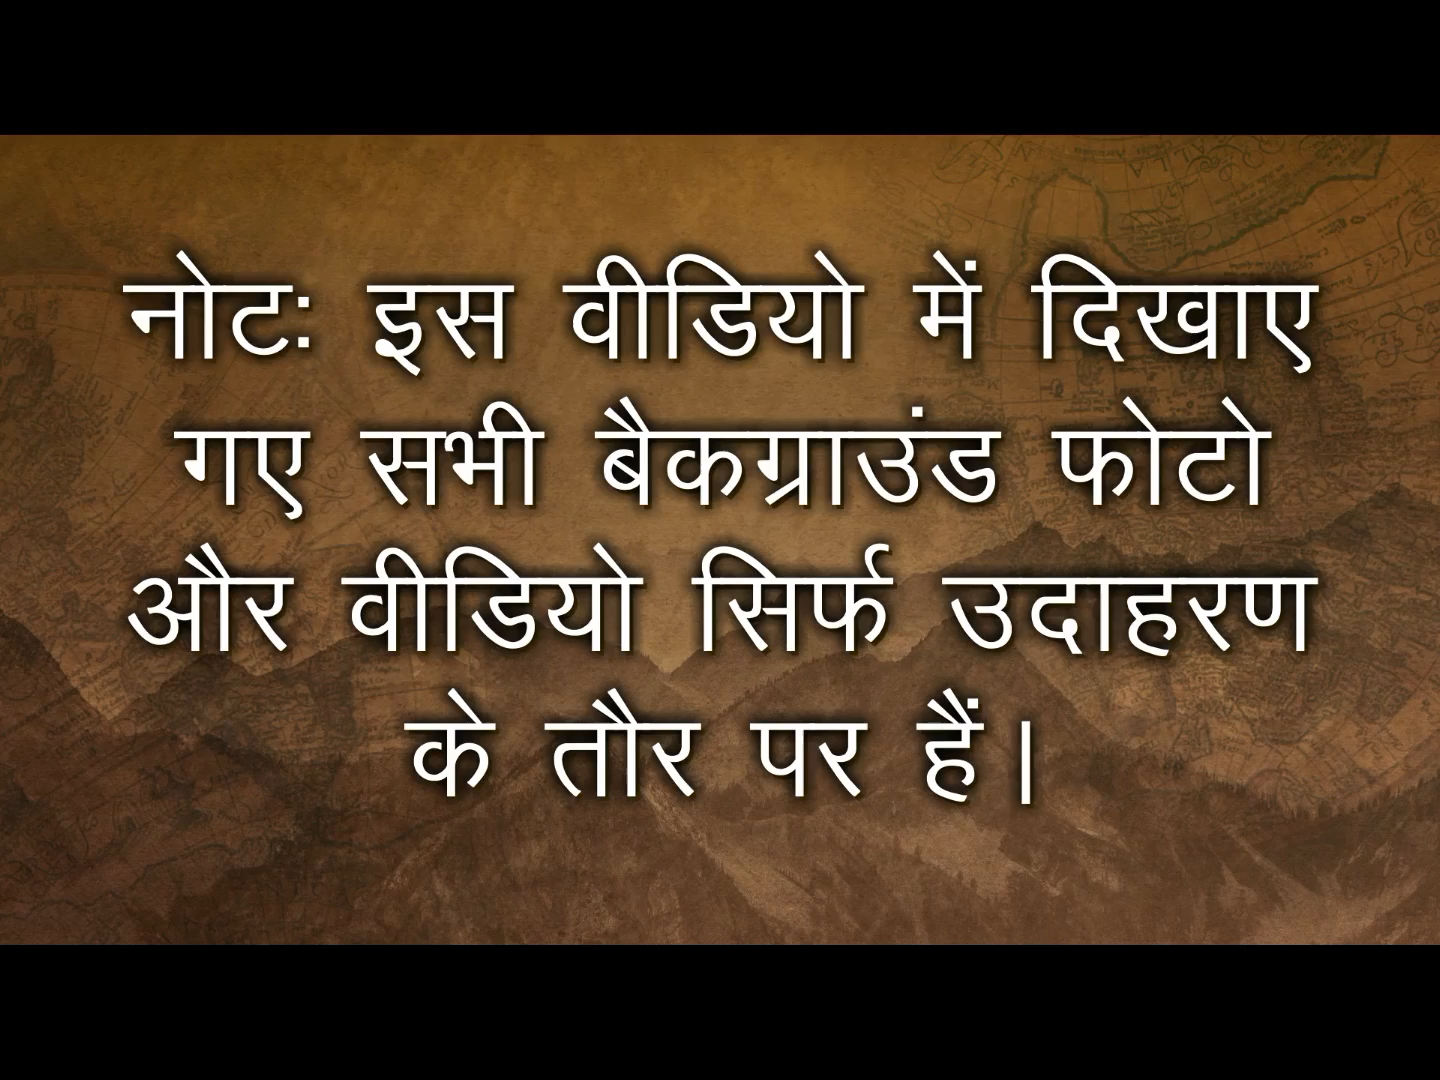 नोटः इस वीडियो में दिखाए
गए सभी बैकग्राउंड फोटो
और वीडियो सिर्फ उदाहरण
के तौर पर हैं।